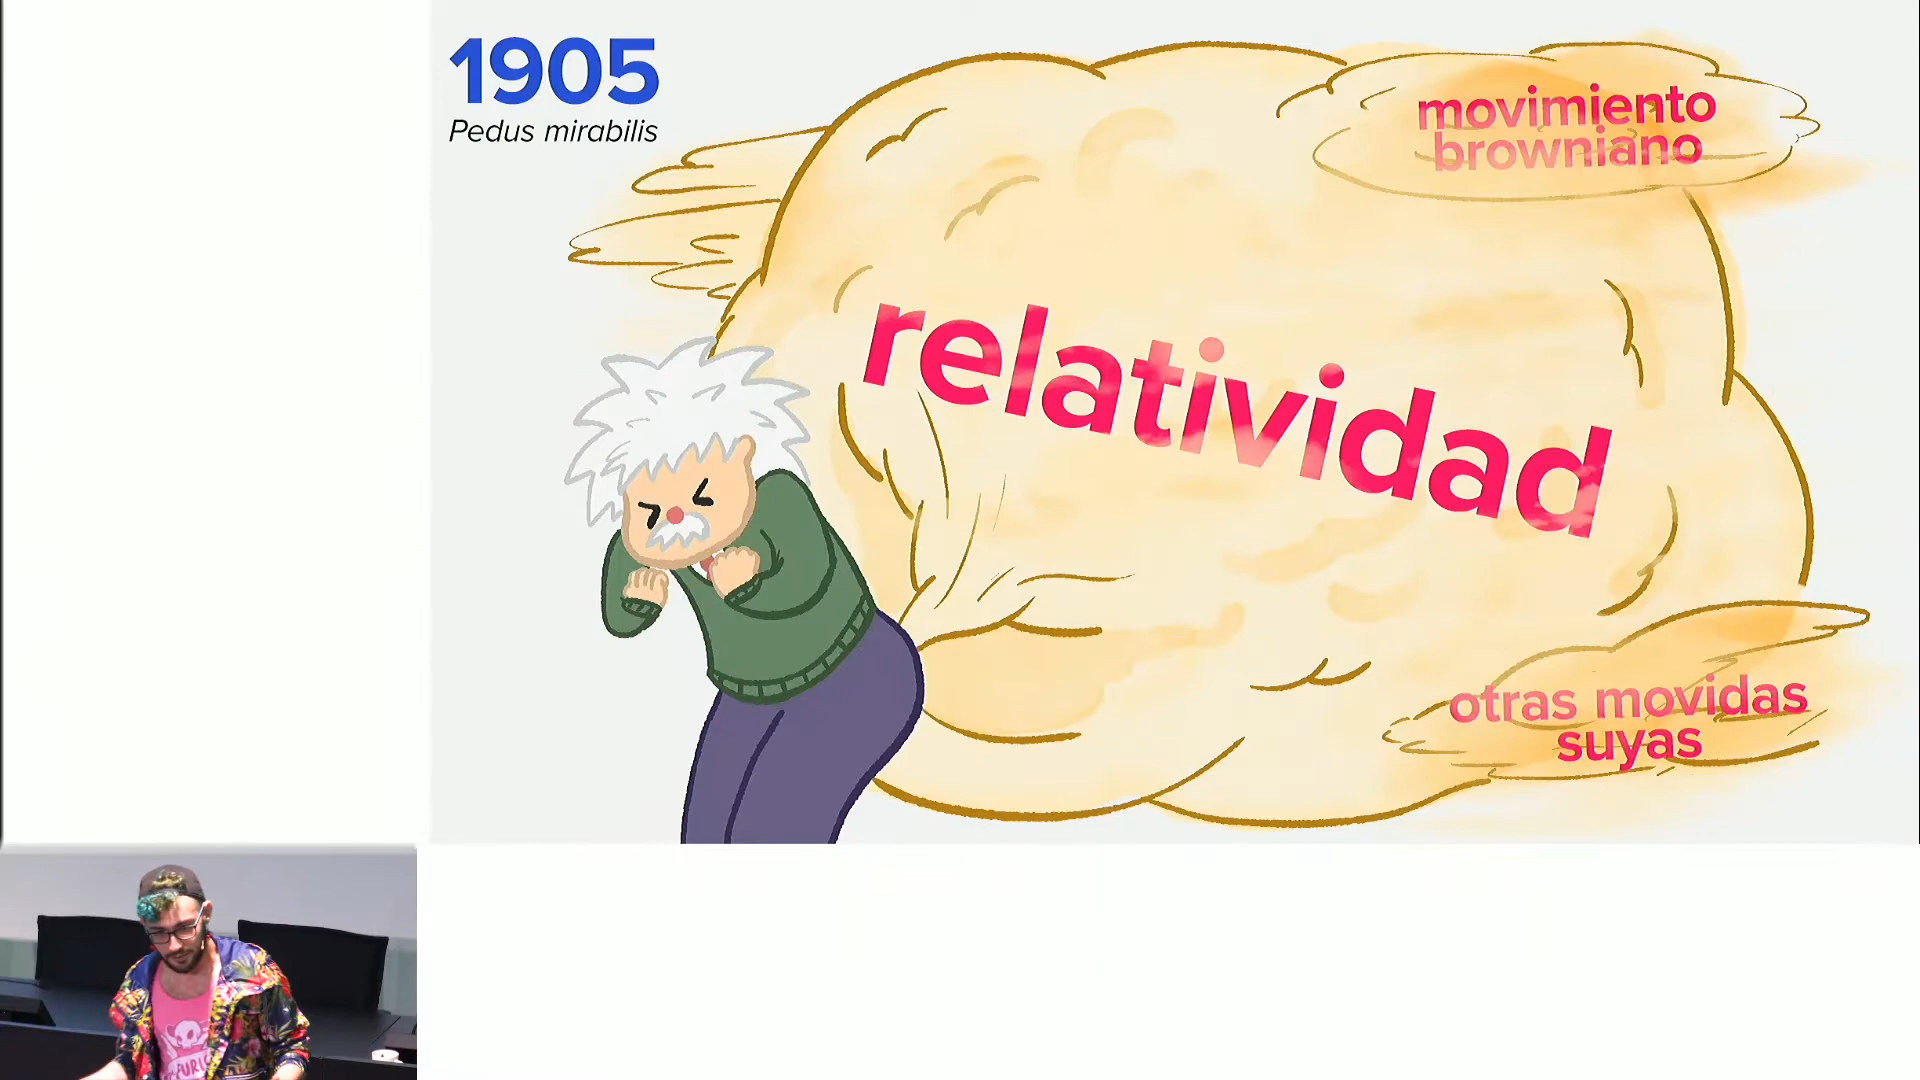 1905
Pedus mirabilis
movimiento
browniano
relatividad
otras movidas
suyas